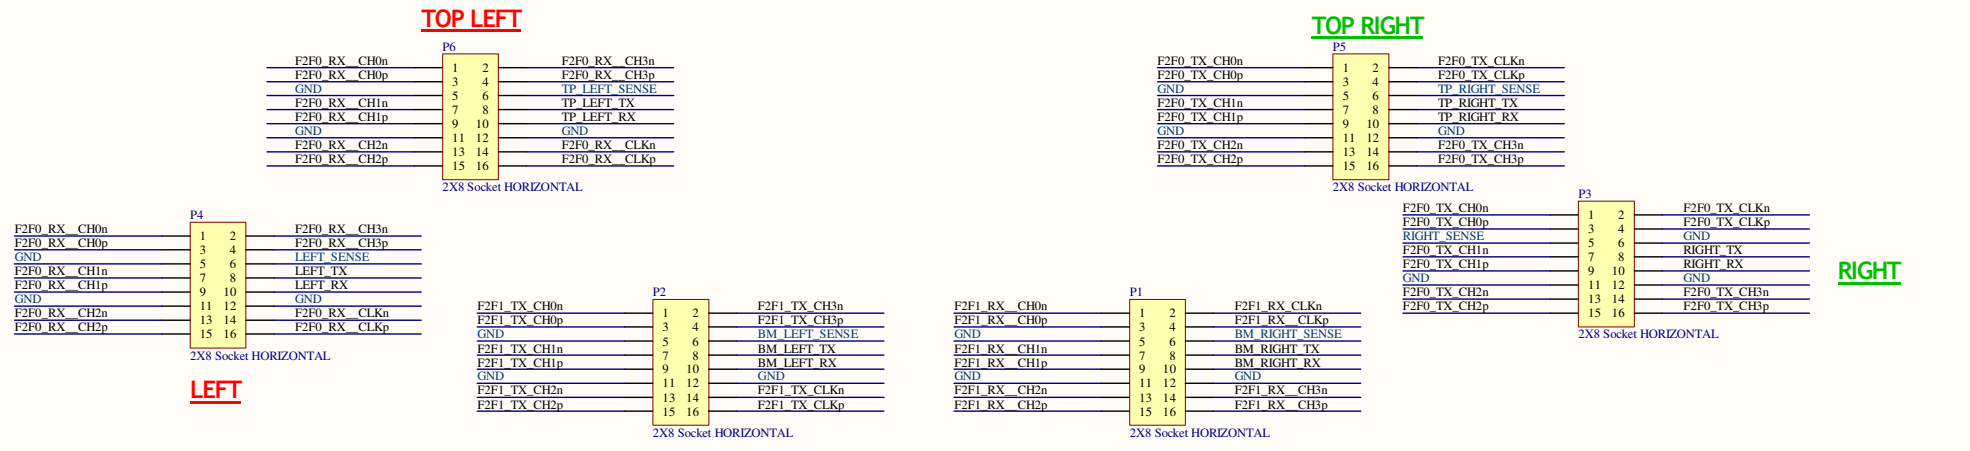 TOP LEFT
P6
F2F0_RX__CH0n 1 2 F2F0_RX__CH3n
F2F0_RX__CH0p 3 4 F2F0_RX__CH3p
GND 5 6 TP_LEFT_SENSE
F2F0_RX__CH1n 7 8 TP_LEFT_TX
F2F0_RX__CH1p 9 10 TP_LEFT_RX
GND 11 12 GND
F2F0_RX__CH2n 13 14 F2F0_RX__CLKn
F2F0_RX__CH2p 15 16 F2F0_RX__CLKp
2X8 Socket HORIZONTAL
TOP RIGHT
P5
F2F0_TX_CH0n 1 2 F2F0_TX_CLKn
F2F0_TX_CH0p 3 4 F2F0_TX_CLKp
GND 5 6 TP_RIGHT_SENSE
F2F0_TX_CH1n 7 8 TP_RIGHT_TX
F2F0_TX_CH1p 9 10 TP_RIGHT_RX
GND 11 12 GND
F2F0_TX_CH2n 13 14 F2F0_TX_CH3n
F2F0_TX_CH2p 15 16 F2F0_TX_CH3p
2X8 Socket HORIZONTAL
P4
F2F0_RX__CH0n 1 2 F2F0_RX__CH3n
F2F0_RX__CH0p 3 4 F2F0_RX__CH3p
GND 5 6 LEFT_SENSE
F2F0_RX__CH1n 7 8 LEFT_TX
F2F0_RX__CH1p 9 10 LEFT_RX
GND 11 12 GND
F2F0_RX__CH2n 13 14 F2F0_RX__CLKn
F2F0_RX__CH2p 15 16 F2F0_RX__CLKp
2X8 Socket HORIZONTAL
LEFT
P2
F2F1_TX_CH0n 1 2 F2F1_TX_CH3n
F2F1_TX_CH0p 3 4 F2F1_TX_CH3p
GND 5 6 BM_LEFT_SENSE
F2F1_TX_CH1n 7 8 BM_LEFT_TX
F2F1_TX_CH1p 9 10 BM_LEFT_RX
GND 11 12 GND
F2F1_TX_CH2n 13 14 F2F1_TX_CLKn
F2F1_TX_CH2p 15 16 F2F1_TX_CLKp
2X8 Socket HORIZONTAL
P1
F2F1_RX__CH0n 1 2 F2F1_RX_CLKn
F2F1_RX__CH0p 3 4 F2F1_RX__CLKp
GND 5 6 BM_RIGHT_SENSE
F2F1_RX__CH1n 7 8 BM_RIGHT_TX
F2F1_RX__CH1p 9 10 BM_RIGHT_RX
GND 11 12 GND
F2F1_RX__CH2n 13 14 F2F1_RX__CH3n
F2F1_RX__CH2p 15 16 F2F1_RX__CH3p
2X8 Socket HORIZONTAL
P3
F2F0_TX_CH0n 1 2 F2F0_TX_CLKn
F2F0_TX_CH0p 3 4 F2F0_TX_CLKp
RIGHT_SENSE 5 6 GND
F2F0_TX_CH1n 7 8 RIGHT_TX
F2F0_TX_CH1p 9 10 RIGHT_RX
GND 11 12 GND
F2F0_TX_CH2n 13 14 F2F0_TX_CH3n
F2F0_TX_CH2p 15 16 F2F0_TX_CH3p
2X8 Socket HORIZONTAL
RIGHT